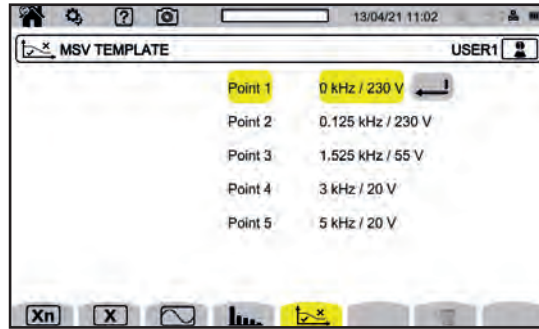 ? 13/04/21 11:02
MSV TEMPLATE USER1
Point 1 0 kHz / 230 V
Point 2 0.125 kHz / 230 V
Point 3 1.525 kHz / 55 V
Point 4 3 kHz / 20 V
Point 5 5 kHz / 20 V
Xn X